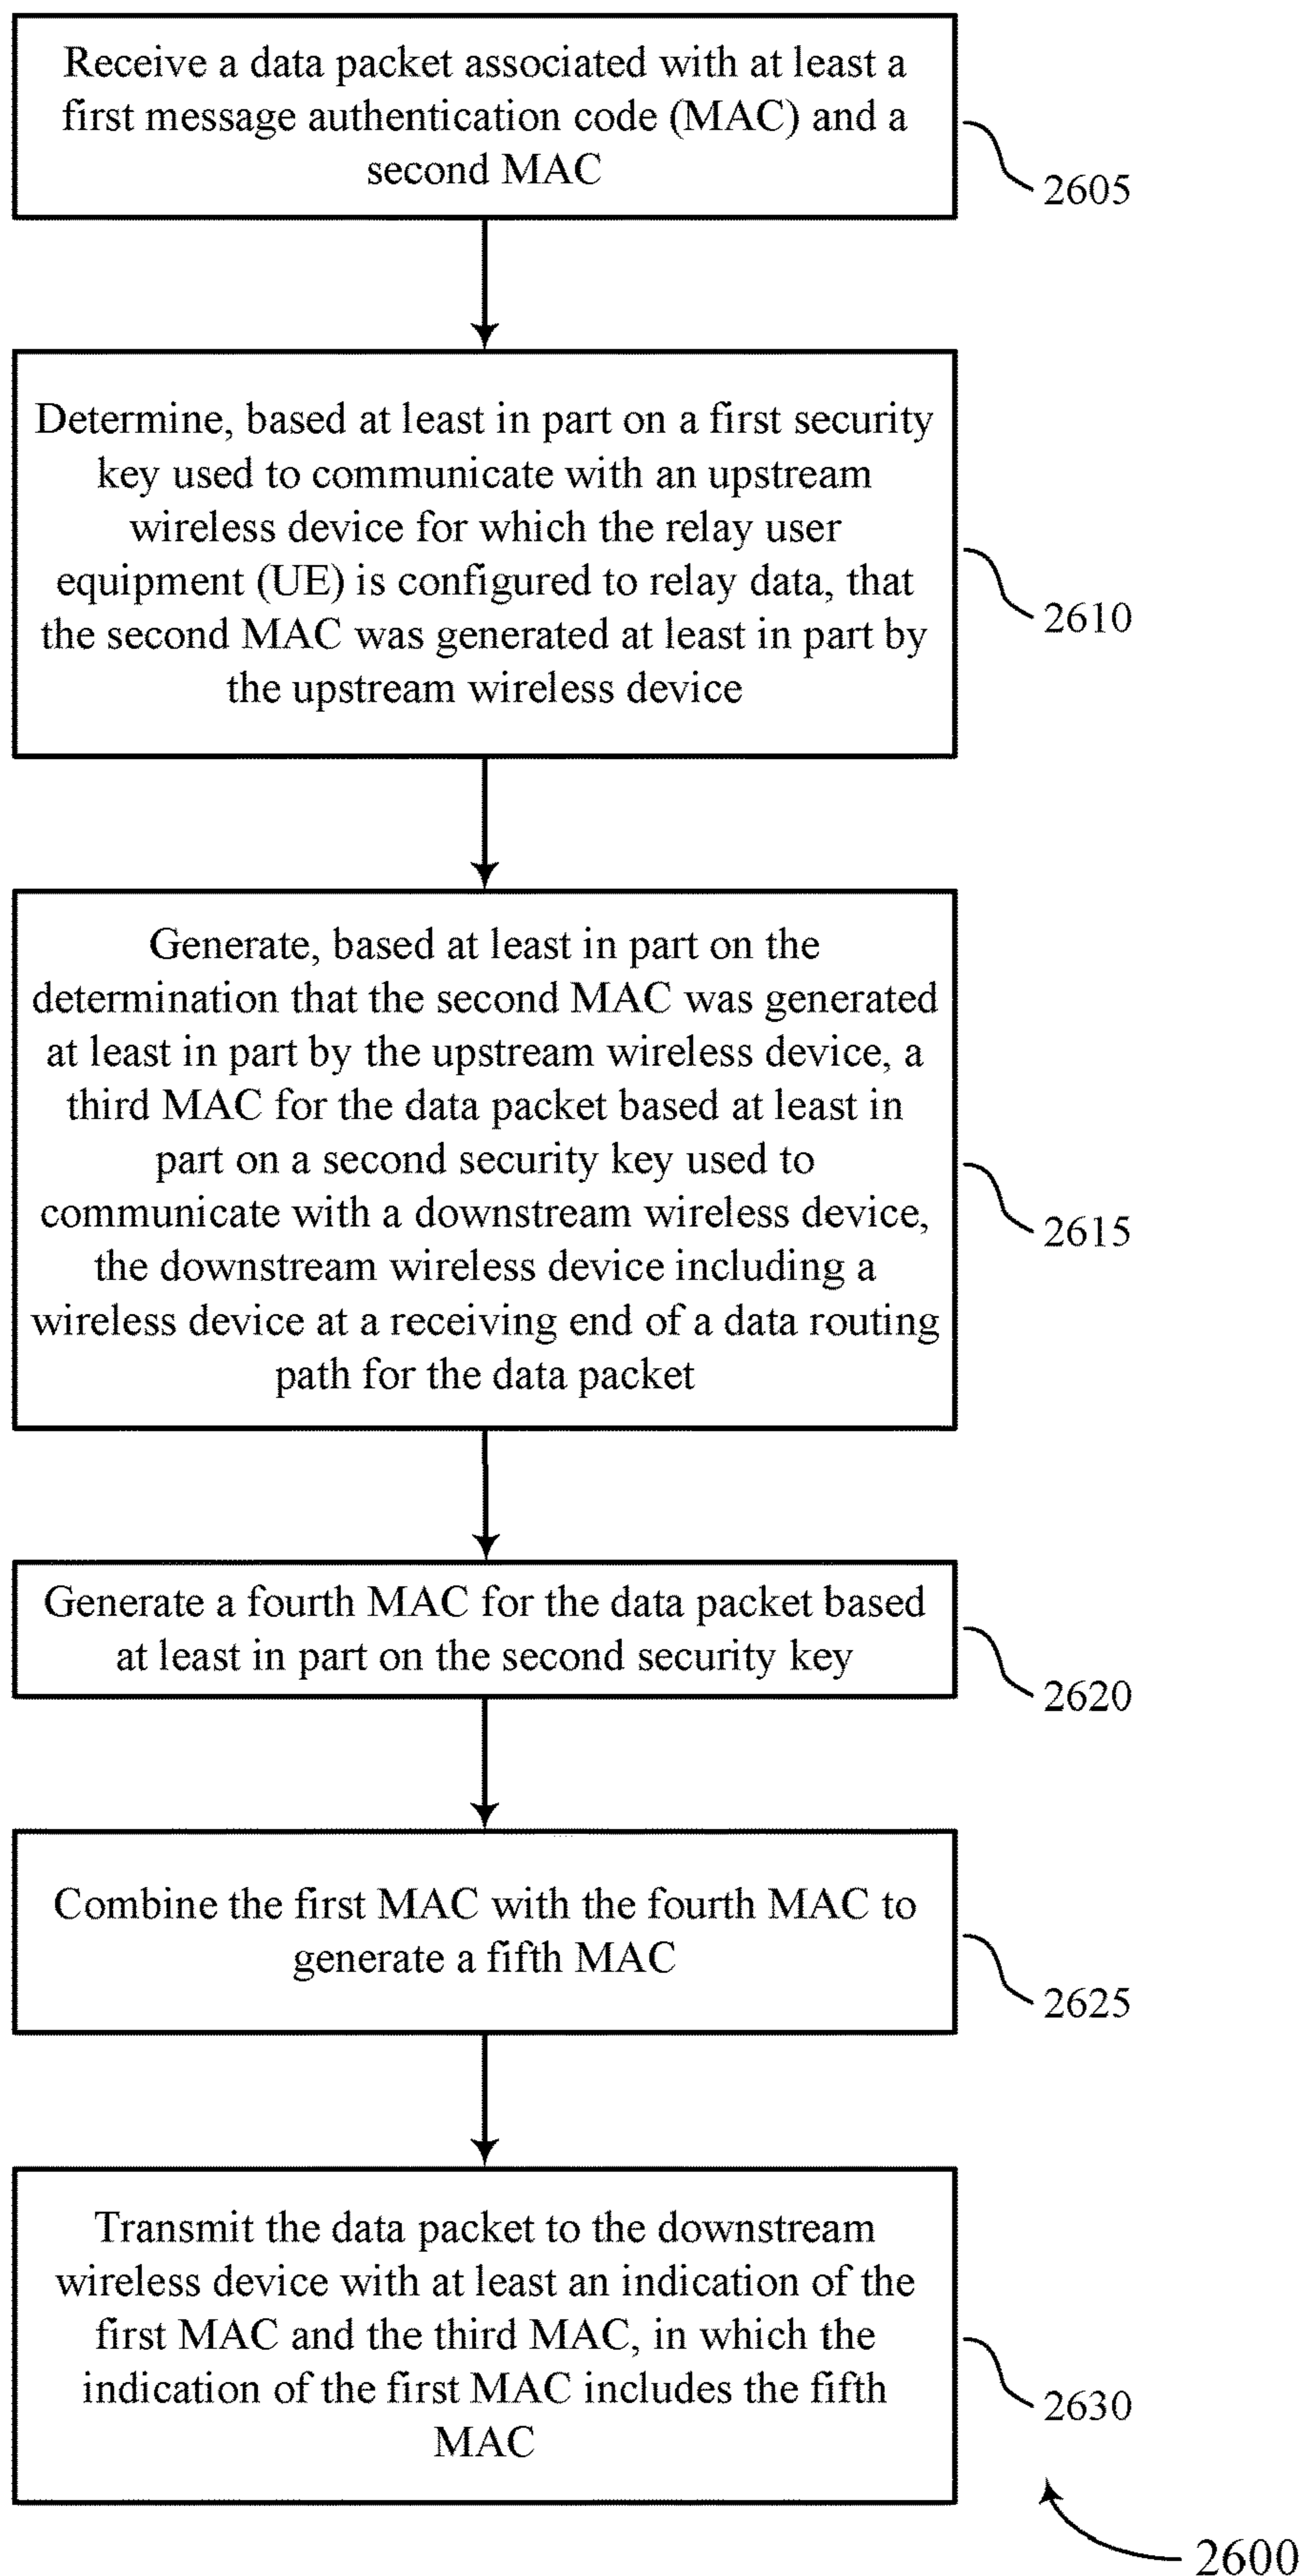 Receive a data packet associated with at least a
first message authentication code (MAC) and a
second MAC
2605
Determine, based at least in part on a first security
key used to communicate with an upstream
wireless device for which the relay user
equipment (UE) is configured to relay data, that
the second MAC was generated at least in part by
the upstream wireless device
2610
Generate, based at least in part on the
determination that the second MAC was generated
at least in part by the upstream wireless device, a
third MAC for the data packet based at least in
part on a second security key used to
communicate with a downstream wireless device,
the downstream wireless device including a
wireless device at a receiving end of a data routing
path for the data packet
2615
Generate a fourth MAC for the data packet based
at least in part on the second security key
2620
Combine the first MAC with the fourth MAC to
generate a fifth MAC
2625
Transmit the data packet to the downstream
wireless device with at least an indication of the
first MAC and the third MAC, in which the
indication of the first MAC includes the fifth
MAC
2630
2600